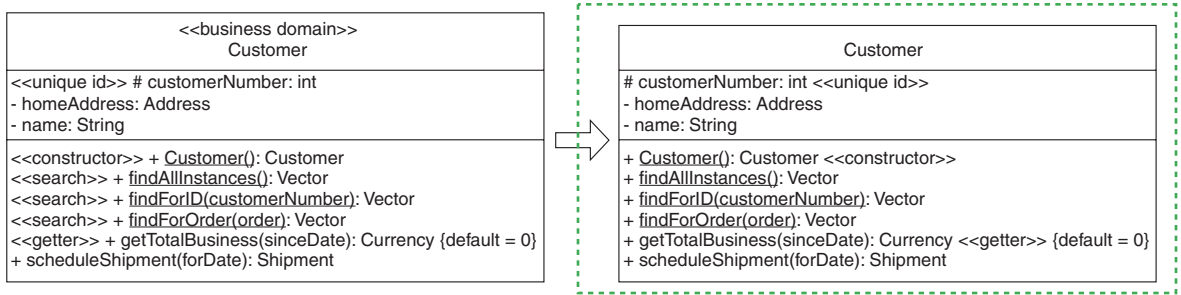 <<business domain>>
Customer
<<unique id>> # customerNumber: int
- homeAddress: Address
- name: String
<<constructor>> + Customer(): Customer
<<search>> + findAllInstances(): Vector
<<search>> + findForID(customerNumber): Vector
<<search>> + findForOrder(order): Vector
<<getter>> + getTotalBusiness(sinceDate): Currency {default = 0}
+ scheduleShipment(forDate): Shipment
Customer
# customerNumber: int <<unique id>>
- homeAddress: Address
- name: String
+ Customer(): Customer <<constructor>>
+ findAllInstances(): Vector
+ findForID(customerNumber): Vector
+ findForOrder(order): Vector
+ getTotalBusiness(sinceDate): Currency <<getter>> {default = 0}
+ scheduleShipment(forDate): Shipment